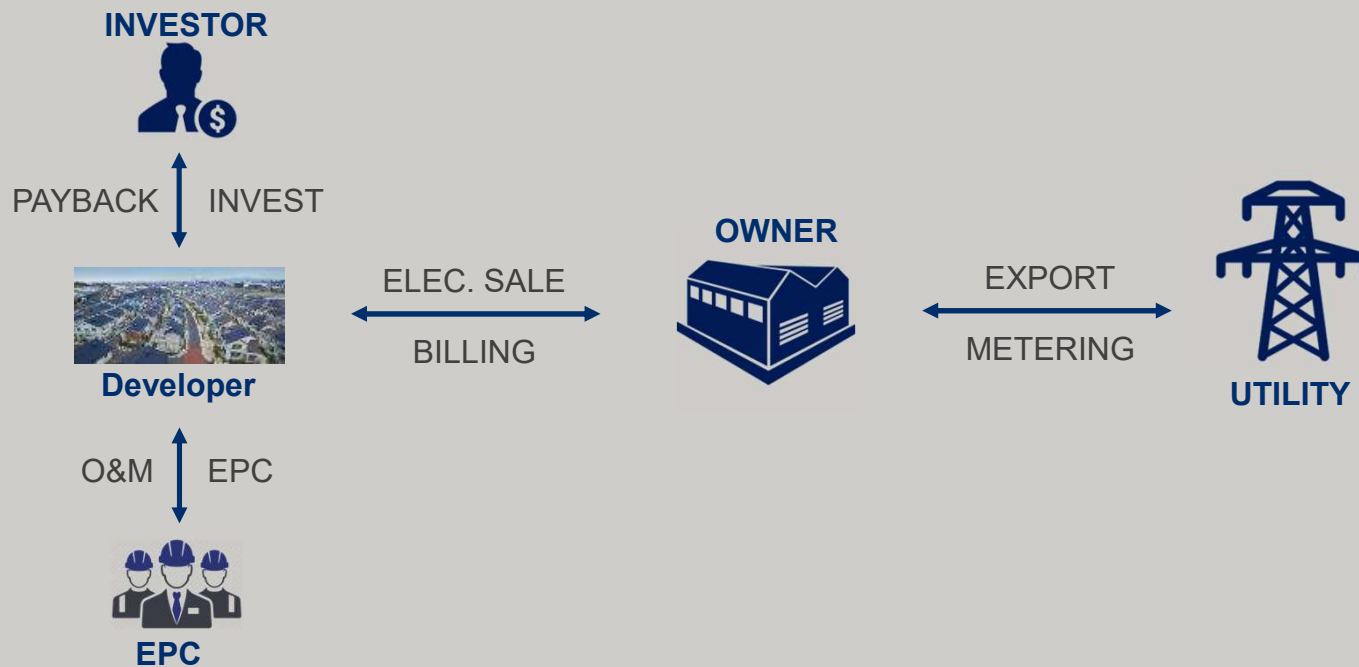 INVESTOR
$
PAYBACK INVEST
Developer
ELEC. SALE
BILLING
OWNER
EXPORT
METERING
UTILITY
O&M EPC
EPC